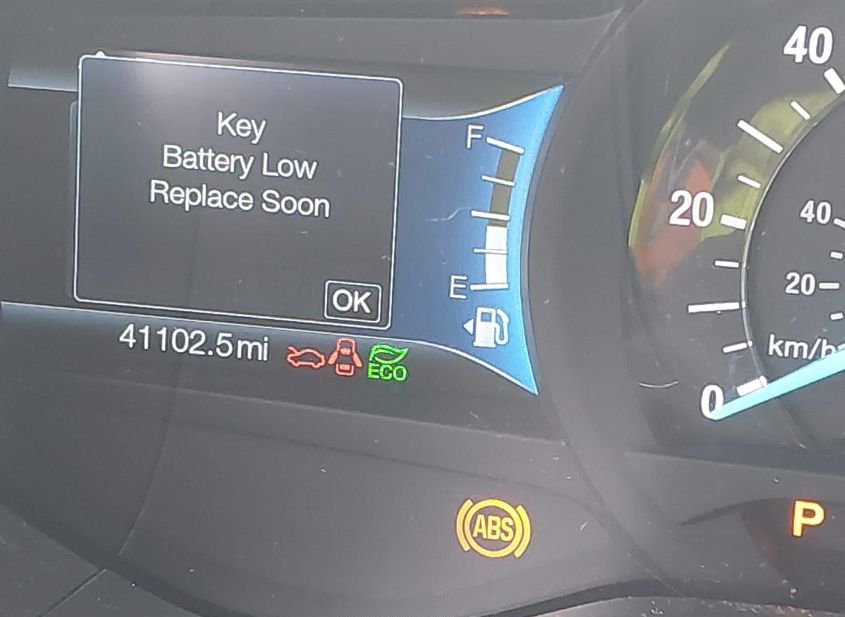 Key
Battery Low
Replace Soon
OK
F
E
41102.5mi
ECO
ABS
40
20
0
40
20
km/h
P